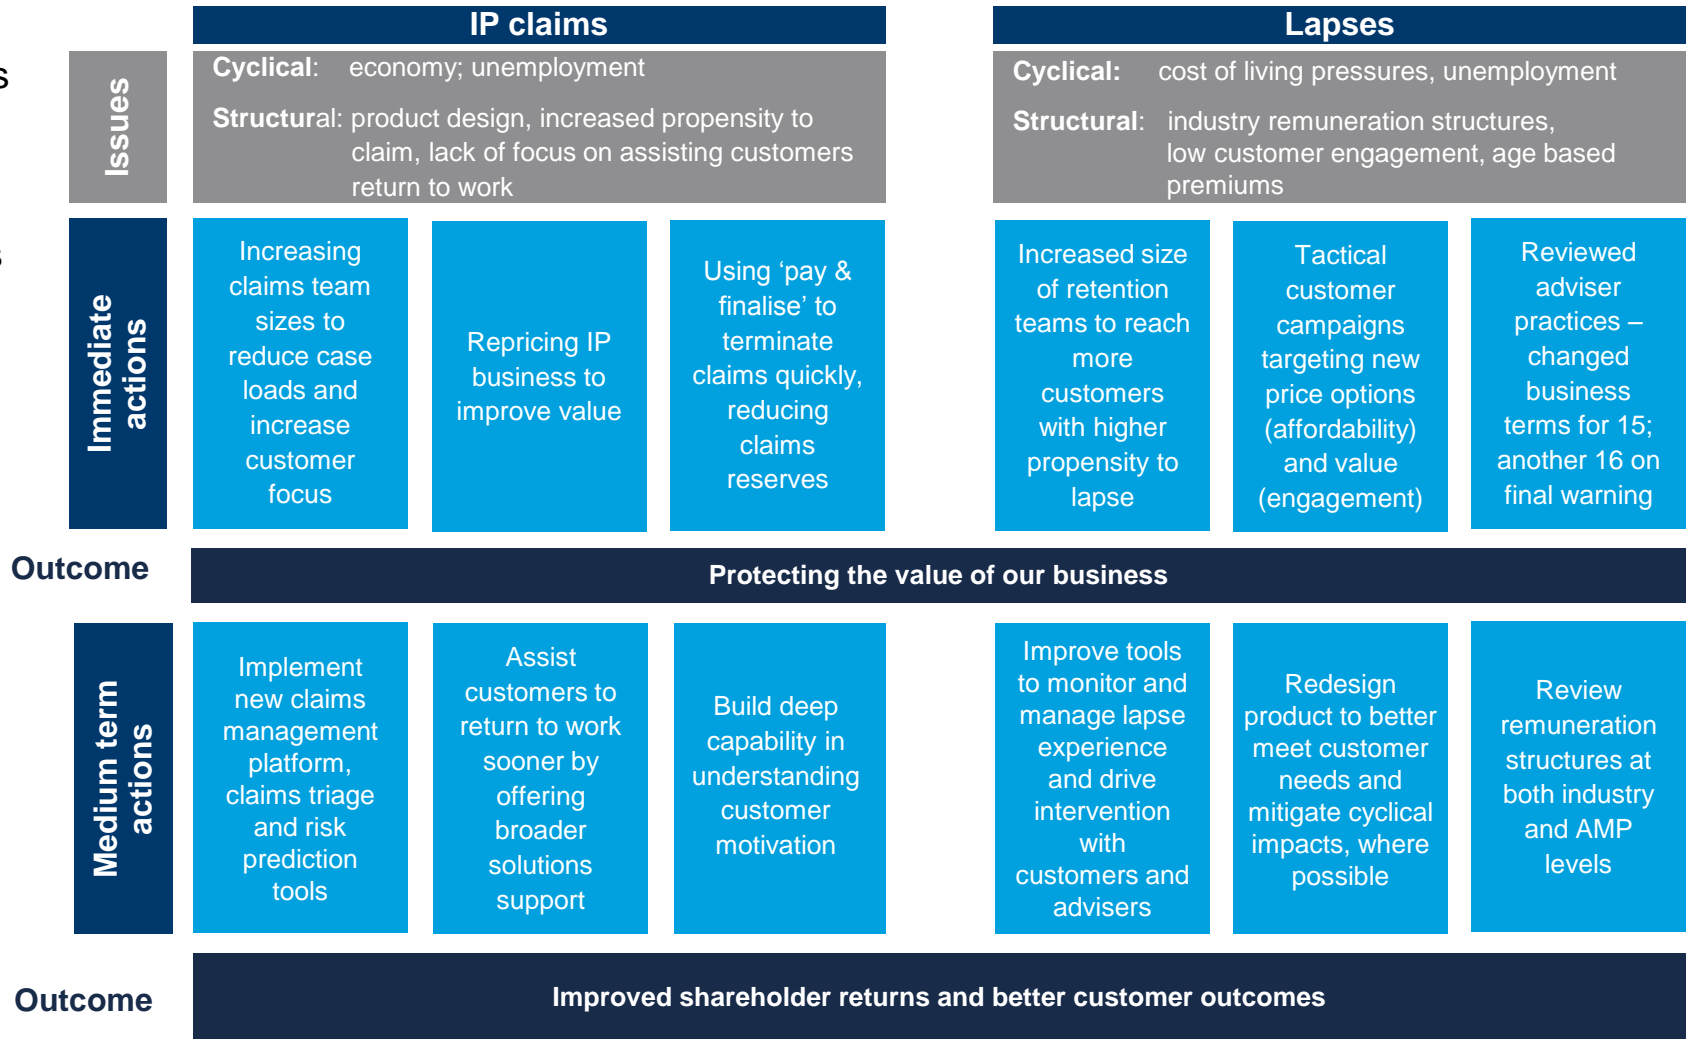 IP claims
Lapses
s
Issues
Cyclical: economy; unemployment
Structural: product design, increased propensity to
claim, lack of focus on assisting customers
return to work
Cyclical: cost of living pressures, unemployment
Structural: industry remuneration structures,
low customer engagement, age based
premiums
s
Immediate
actions
Increasing
claims team
sizes to
reduce case
loads and
increase
customer
focus
Repricing IP
business to
improve value
Using ‘pay &
finalise’ to
terminate
claims quickly,
reducing
claims
reserves
Increased size
of retention
teams to reach
more
customers
with higher
propensity to
lapse
Tactical
customer
campaigns
targeting new
price options
(affordability)
and value
(engagement)
Reviewed
adviser
practices –
changed
business
terms for 15;
another 16 on
final warning
Outcome
Protecting the value of our business
Medium term
actions
Implement
new claims
management
platform,
claims triage
and risk
prediction
tools
Assist
customers to
return to work
sooner by
offering
broader
solutions
support
Build deep
capability in
understanding
customer
motivation
Improve tools
to monitor and
manage lapse
experience
and drive
intervention
with
customers and
advisers
Redesign
product to better
meet customer
needs and
mitigate cyclical
impacts, where
possible
Review
remuneration
structures at
both industry
and AMP
levels
Outcome
Improved shareholder returns and better customer outcomes